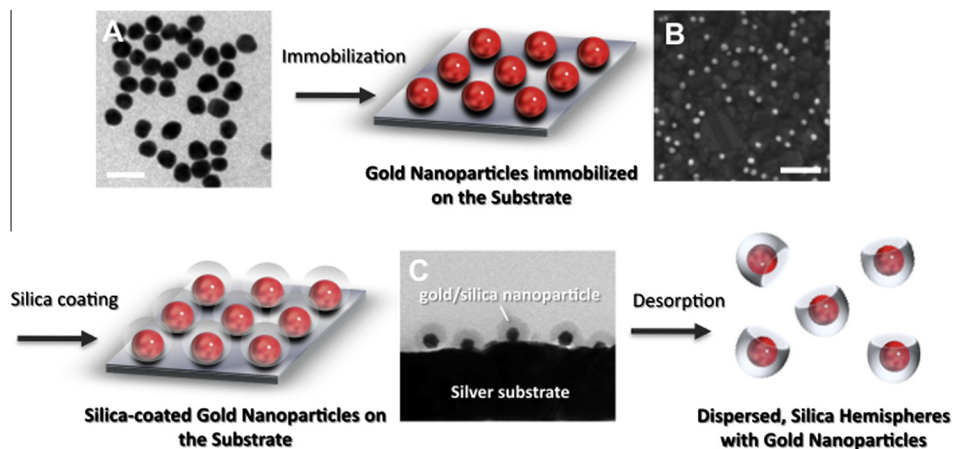 A
Immobilization
B
Gold Nanoparticles immobilized
on the Substrate
Silica coating
C
gold/silica nanoparticle
Silver substrate
Desorption
Silica-coated Gold Nanoparticles on
the Substrate
Dispersed, Silica Hemispheres
with Gold Nanoparticles